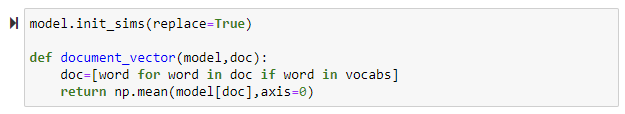 model.init_sims(replace=True)
def document_vector(model,doc):
    doc=[word for word in doc if word in vocabs]
    return np.mean(model[doc],axis=0)